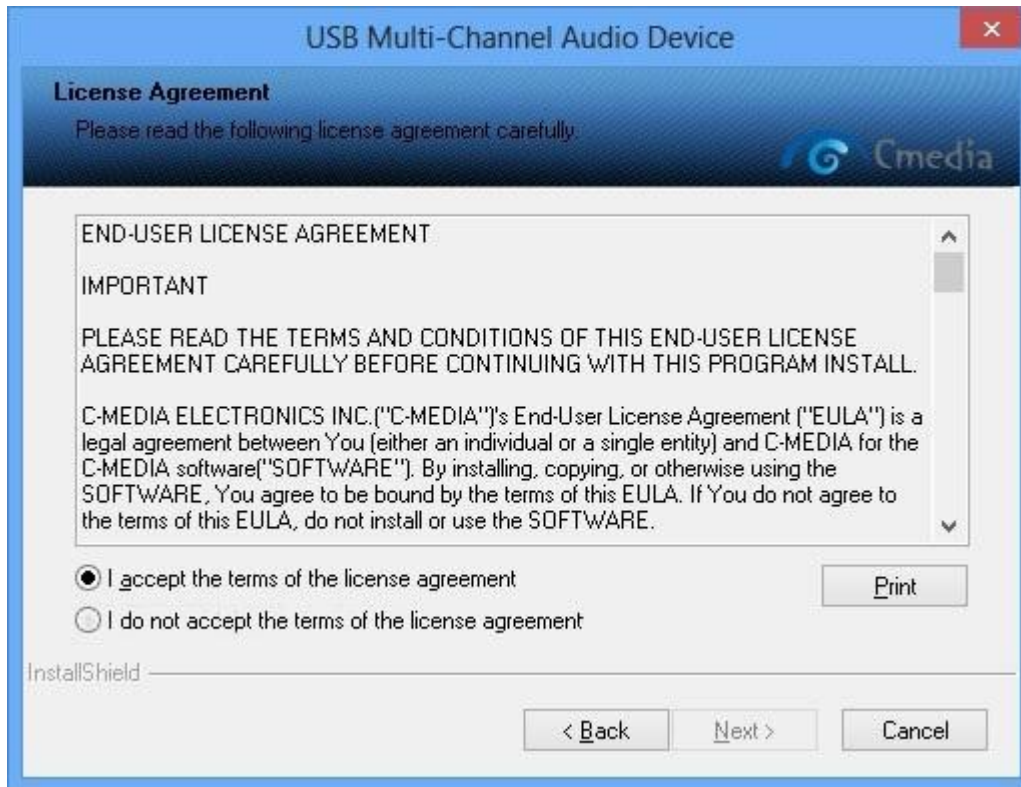 USB Multi-Channel Audio Device
License Agreement
Please read the following license agreement carefully.
Cmedia
END-USER LICENSE AGREEMENT
IMPORTANT
PLEASE READ THE TERMS AND CONDITIONS OF THIS END-USER LICENSE
AGREEMENT CAREFULLY BEFORE CONTINUING WITH THIS PROGRAM INSTALL.
C-MEDIA ELECTRONICS INC.("C-MEDIA")'s End-User License Agreement ("EULA") is a
legal agreement between You (either an individual or a single entity) and C-MEDIA for the
C-MEDIA software("SOFTWARE"). By installing, copying, or otherwise using the
SOFTWARE, You agree to be bound by the terms of this EULA. If You do not agree to
the terms of this EULA, do not install or use the SOFTWARE.
I accept the terms of the license agreement
Print
I do not accept the terms of the license agreement
InstallShield
< Back
Next >
Cancel